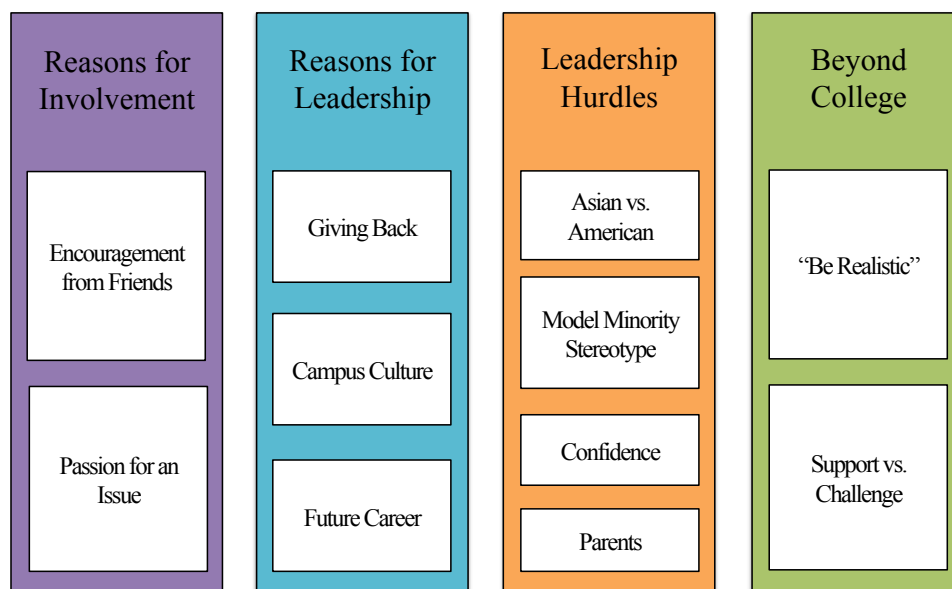 Reasons for
Involvement
Encouragement
from Friends
Passion for an
Issue
Reasons for
Leadership
Giving Back
Campus Culture
Future Career
Leadership
Hurdles
Asian vs.
American
Model Minority
Stereotype
Confidence
Parents
Beyond
College
“Be Realistic”
Support vs.
Challenge